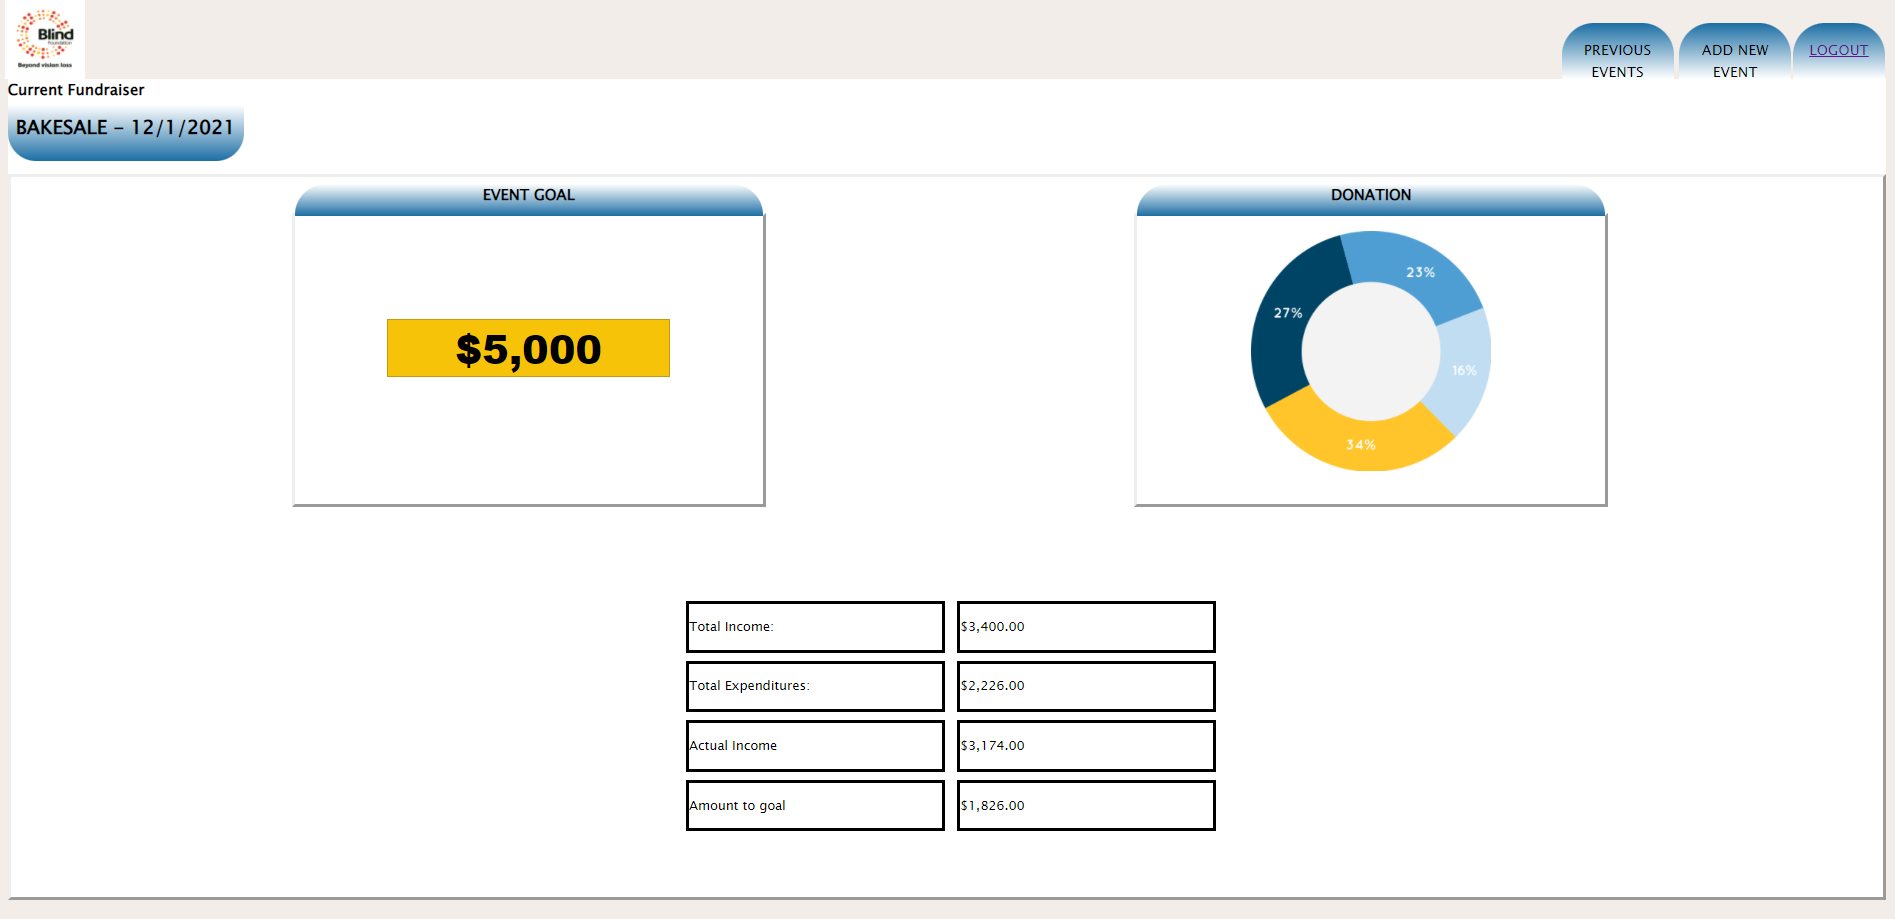 Blind
Foundation
Beyond vision loss
PREVIOUS
EVENTS
ADD NEW
EVENT
LOGOUT
Current Fundraiser
BAKESALE – 12/1/2021
EVENT GOAL
$5,000
DONATION
23%
27%
16%
34%
Total Income:
$3,400.00
Total Expenditures:
$2,226.00
Actual Income
$3,174.00
Amount to goal
$1,826.00